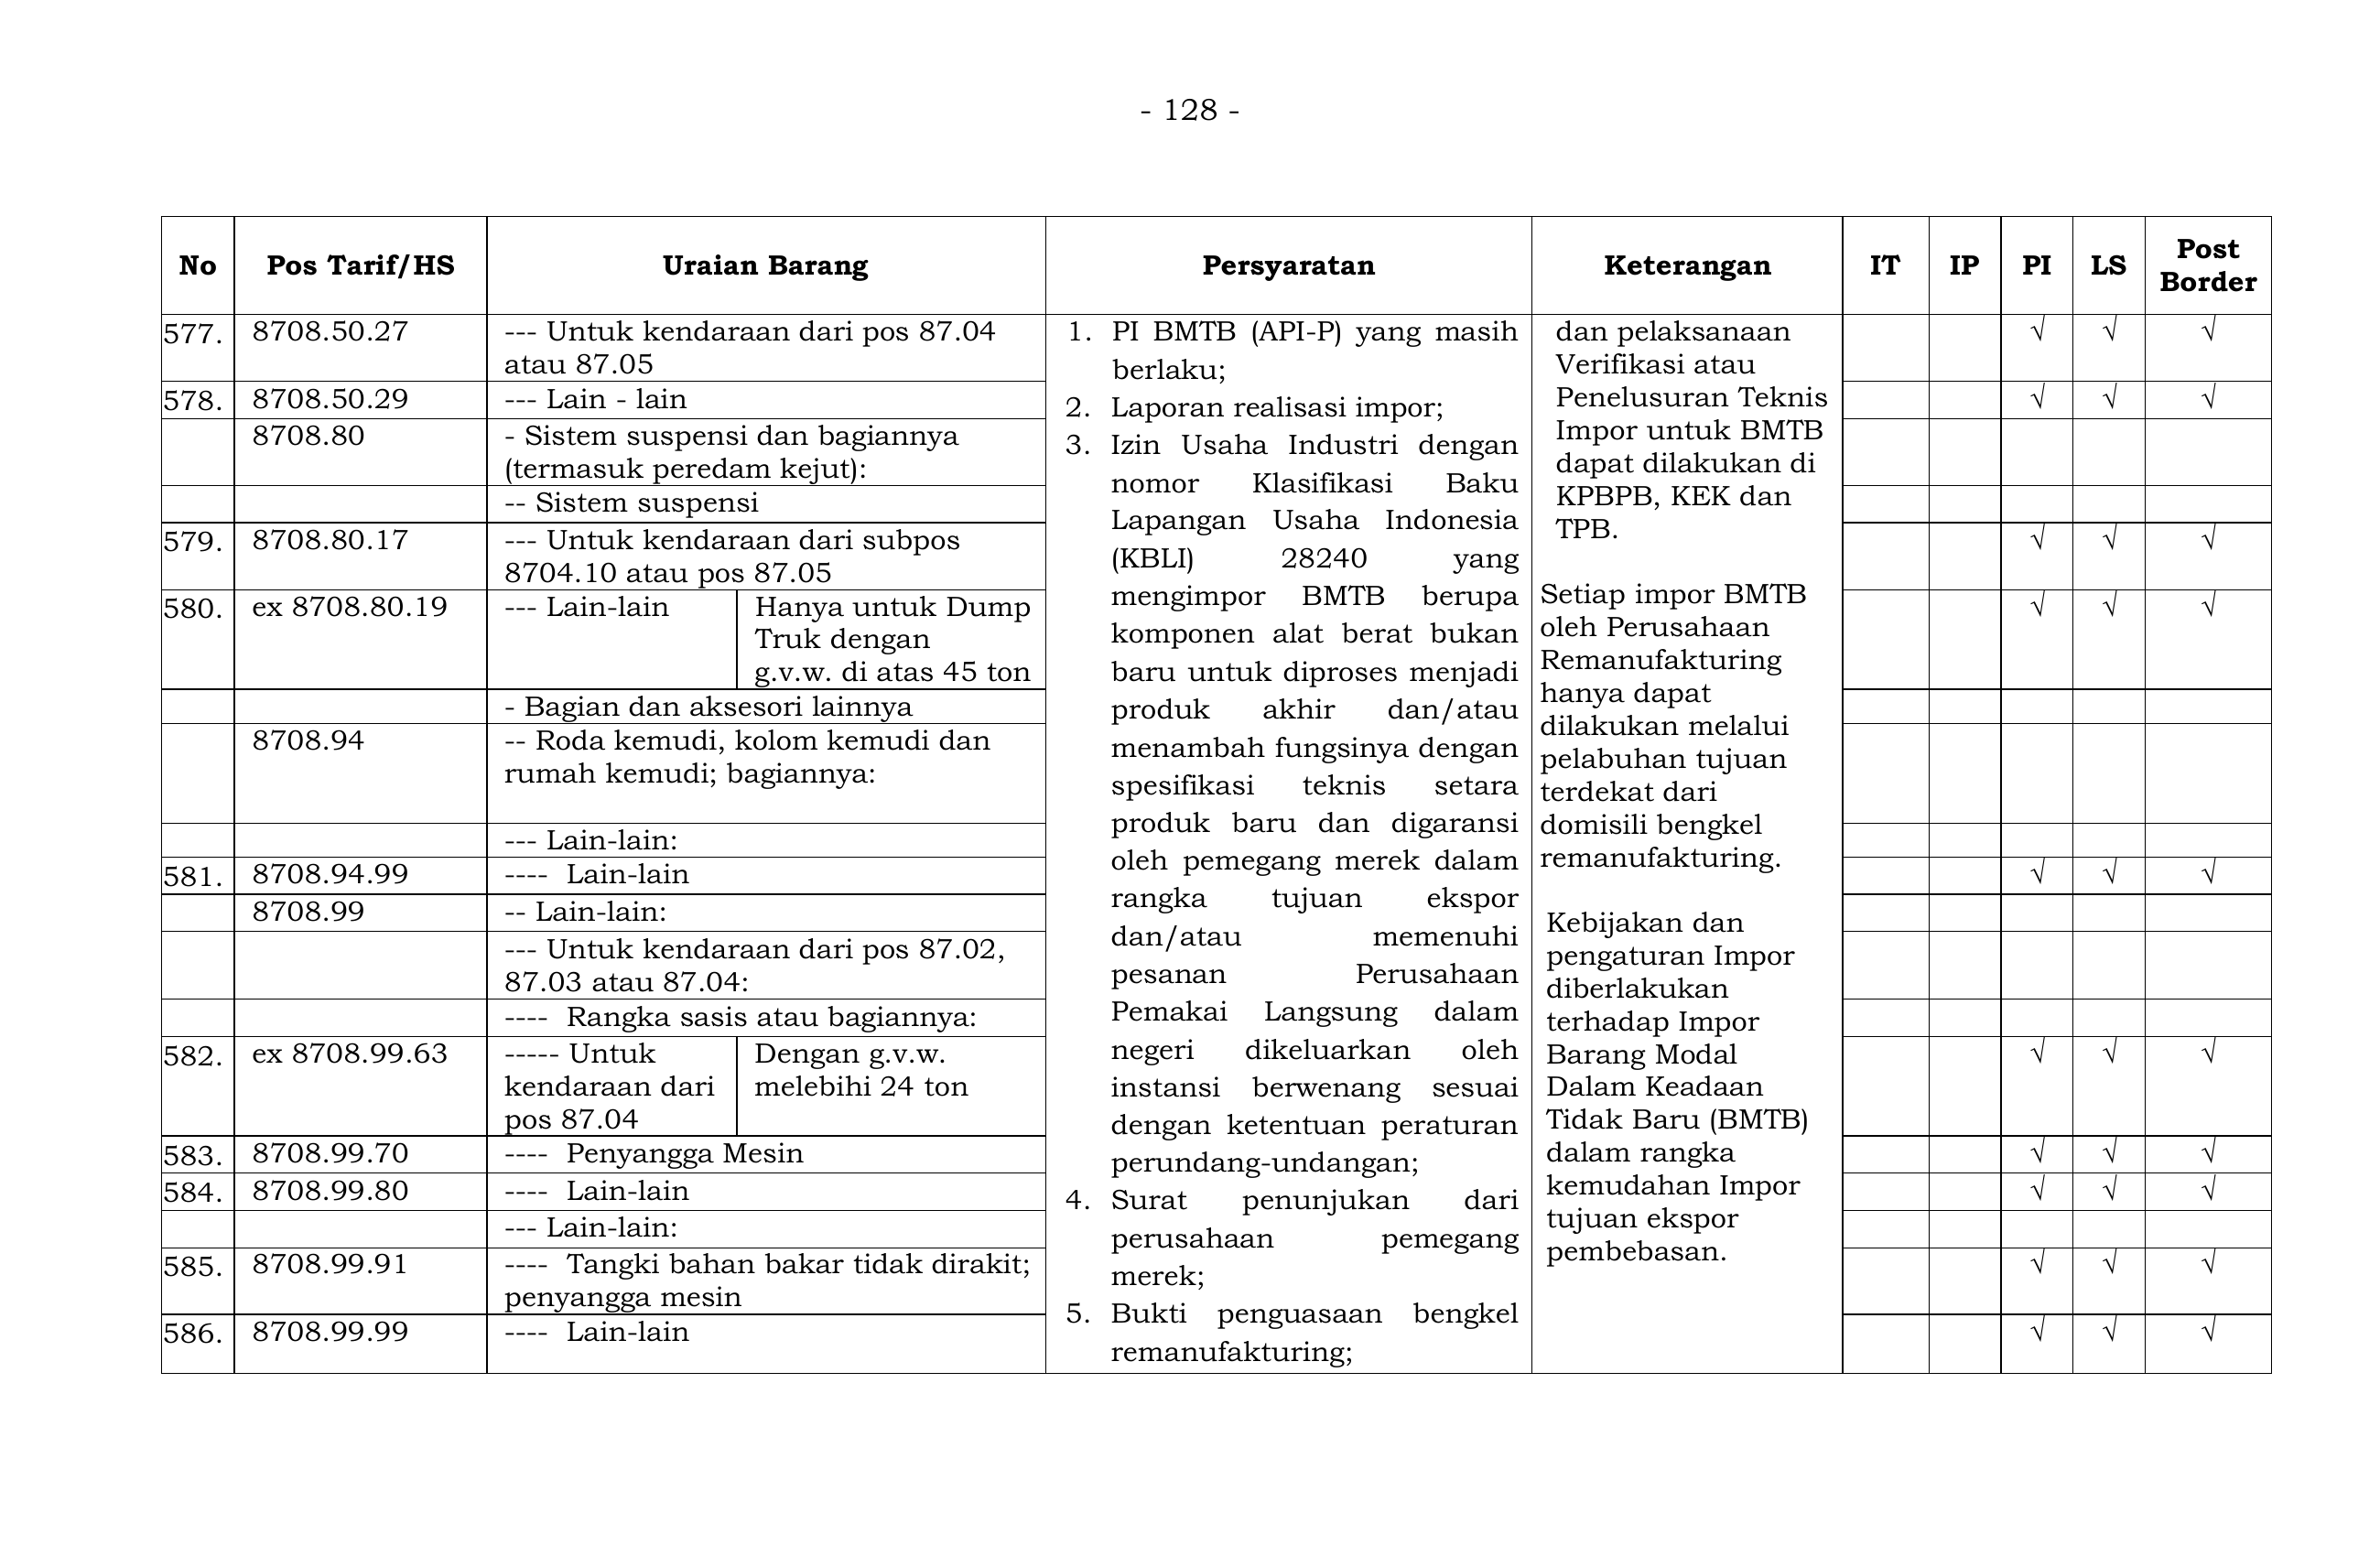 - 128 -
No Pos Tarif/HS Uraian Barang Persyaratan Keterangan IT IP PI LS Post Border
577. 8708.50.27 --- Untuk kendaraan dari pos 87.04
atau 87.05
√ √ √
578. 8708.50.29 --- Lain - lain √ √ √
8708.80 - Sistem suspensi dan bagiannya
(termasuk peredam kejut):
-- Sistem suspensi
579. 8708.80.17 --- Untuk kendaraan dari subpos
8704.10 atau pos 87.05
√ √ √
580. ex 8708.80.19 --- Lain-lain Hanya untuk Dump
Truk dengan
g.v.w. di atas 45 ton
√ √ √
- Bagian dan aksesori lainnya
8708.94 -- Roda kemudi, kolom kemudi dan
rumah kemudi; bagiannya:
--- Lain-lain:
581. 8708.94.99 ---- Lain-lain √ √ √
8708.99 -- Lain-lain:
--- Untuk kendaraan dari pos 87.02,
87.03 atau 87.04:
---- Rangka sasis atau bagiannya:
582. ex 8708.99.63 ----- Untuk
kendaraan dari
pos 87.04
Dengan g.v.w.
melebihi 24 ton
√ √ √
583. 8708.99.70 ---- Penyangga Mesin √ √ √
584. 8708.99.80 ---- Lain-lain √ √ √
--- Lain-lain:
585. 8708.99.91 ---- Tangki bahan bakar tidak dirakit;
penyangga mesin
√ √ √
586. 8708.99.99 ---- Lain-lain √ √ √
1. PI BMTB (API-P) yang masih
berlaku;
2. Laporan realisasi impor;
3. Izin Usaha Industri dengan
nomor Klasifikasi Baku
Lapangan Usaha Indonesia
(KBLI) 28240 yang
mengimpor BMTB berupa
komponen alat berat bukan
baru untuk diproses menjadi
produk akhir dan/atau
menambah fungsinya dengan
spesifikasi teknis setara
produk baru dan digaransi
oleh pemegang merek dalam
rangka tujuan ekspor
dan/atau memenuhi
pesanan Perusahaan
Pemakai Langsung dalam
negeri dikeluarkan oleh
instansi berwenang sesuai
dengan ketentuan peraturan
perundang-undangan;
4. Surat penunjukan dari
perusahaan pemegang
merek;
5. Bukti penguasaan bengkel
remanufakturing;
dan pelaksanaan
Verifikasi atau
Penelusuran Teknis
Impor untuk BMTB
dapat dilakukan di
KPBPB, KEK dan
TPB.
Setiap impor BMTB
oleh Perusahaan
Remanufakturing
hanya dapat
dilakukan melalui
pelabuhan tujuan
terdekat dari
domisili bengkel
remanufakturing.
Kebijakan dan
pengaturan Impor
diberlakukan
terhadap Impor
Barang Modal
Dalam Keadaan
Tidak Baru (BMTB)
dalam rangka
kemudahan Impor
tujuan ekspor
pembebasan.